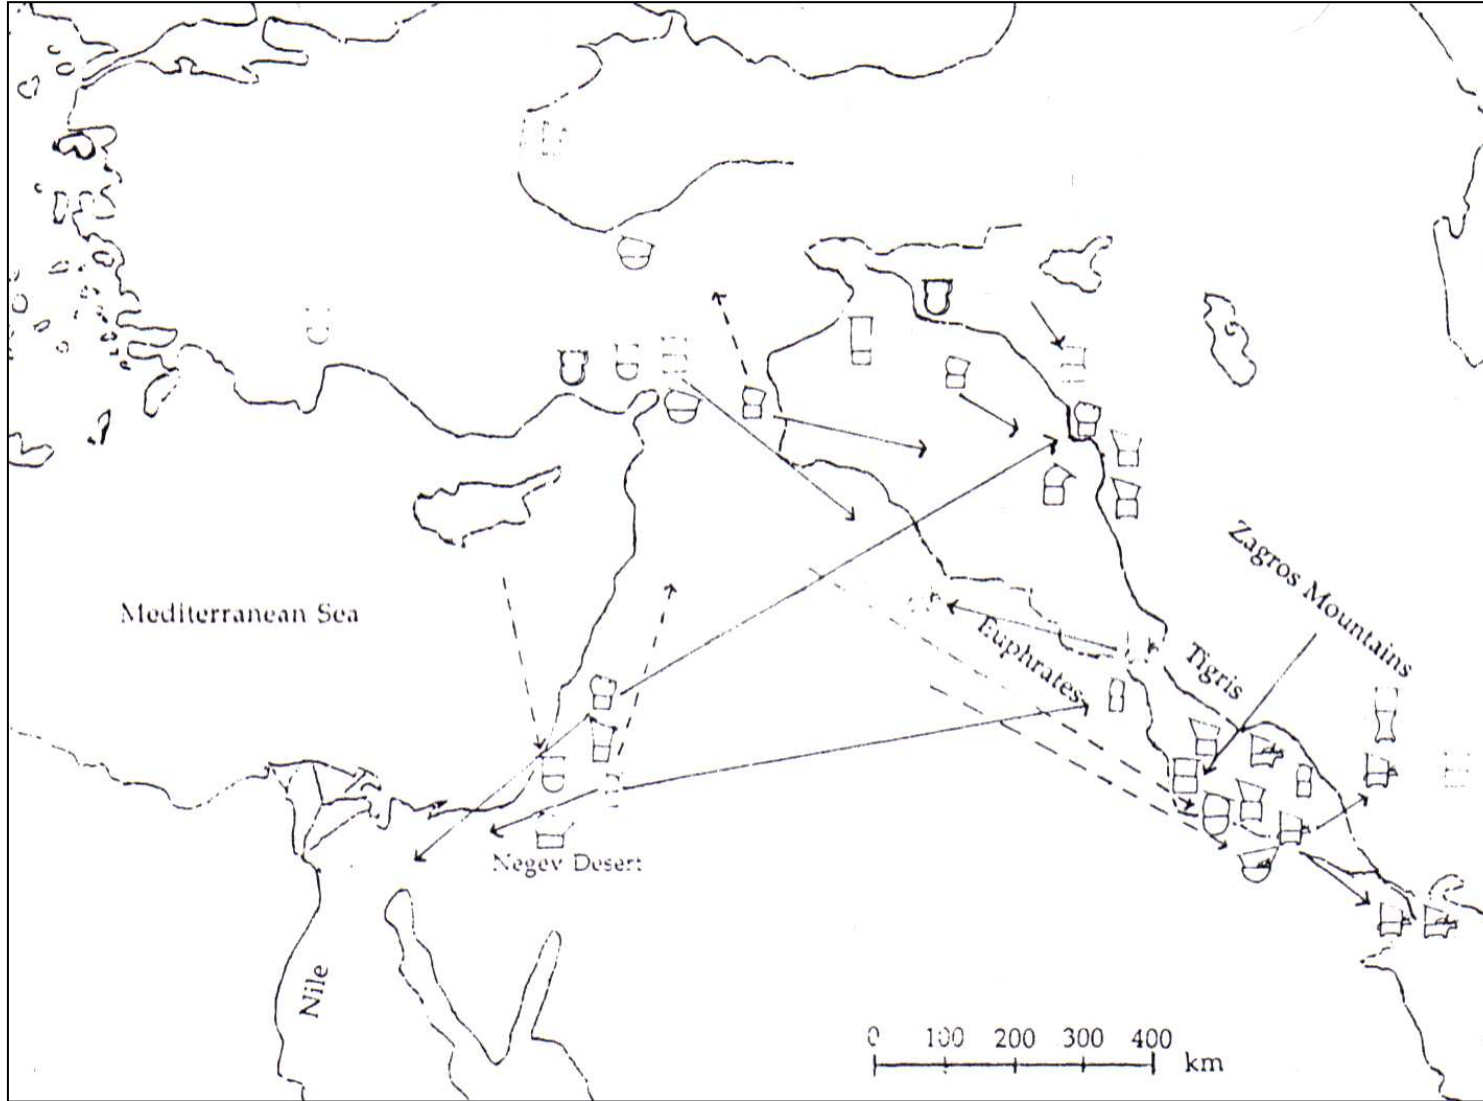 Zagros Mountains
Mediterranean Sea
Euphrates
Tigris
Negev Desert
Nile
0 100 200 300 400
km